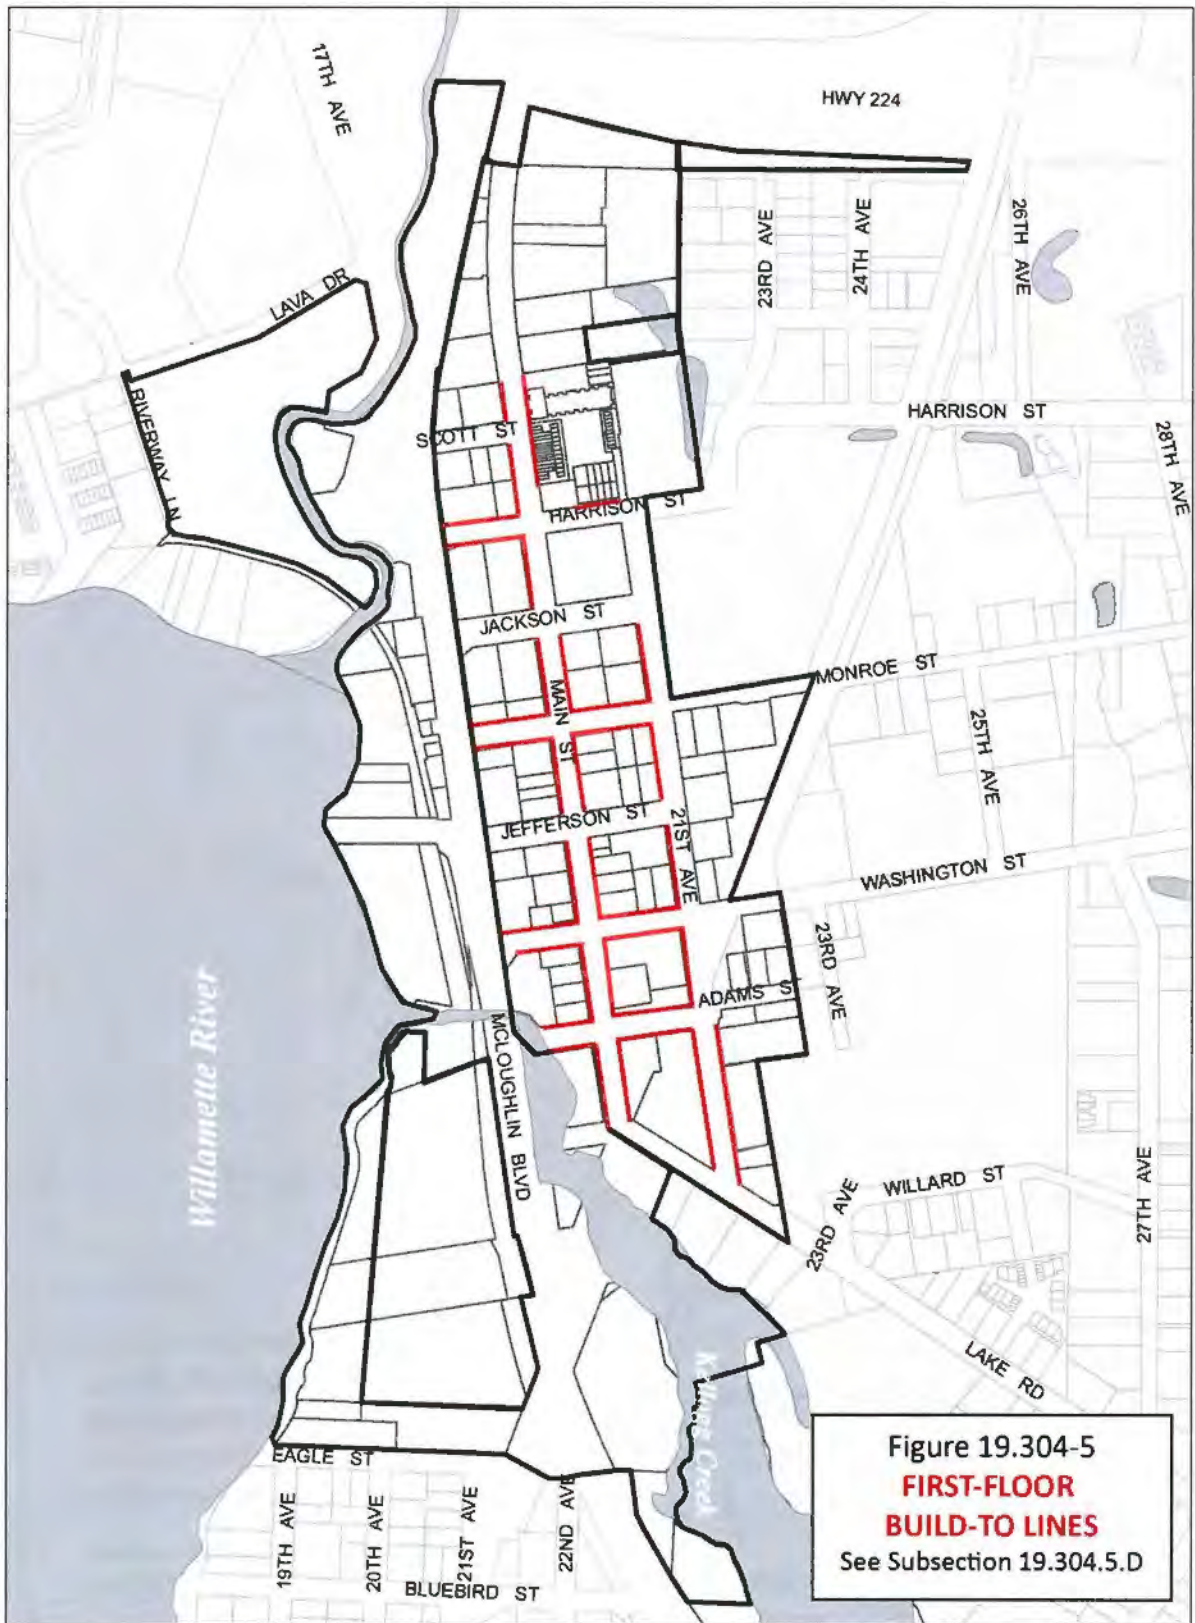 17TH AVE
HWY 224
26TH AVE
23RD AVE
24TH AVE
LAVA DR
RIVERWAY LN
HARRISON ST
28TH AVE
SCOTT ST
HARRISON ST
JACKSON ST
MONROE ST
MAIN ST
25TH AVE
JEFFERSON ST
21ST AVE
WASHINGTON ST
23RD AVE
ADAMS ST
Willamette River
MCLOUGHLIN BLVD
27TH AVE
WILLARD ST
23RD AVE
LAKE RD
Kellogg Creek
EAGLE ST
19TH AVE
20TH AVE
21ST AVE
22ND AVE
BLUEBIRD ST
Figure 19.304-5
FIRST-FLOOR
BUILD-TO LINES
See Subsection 19.304.5.D